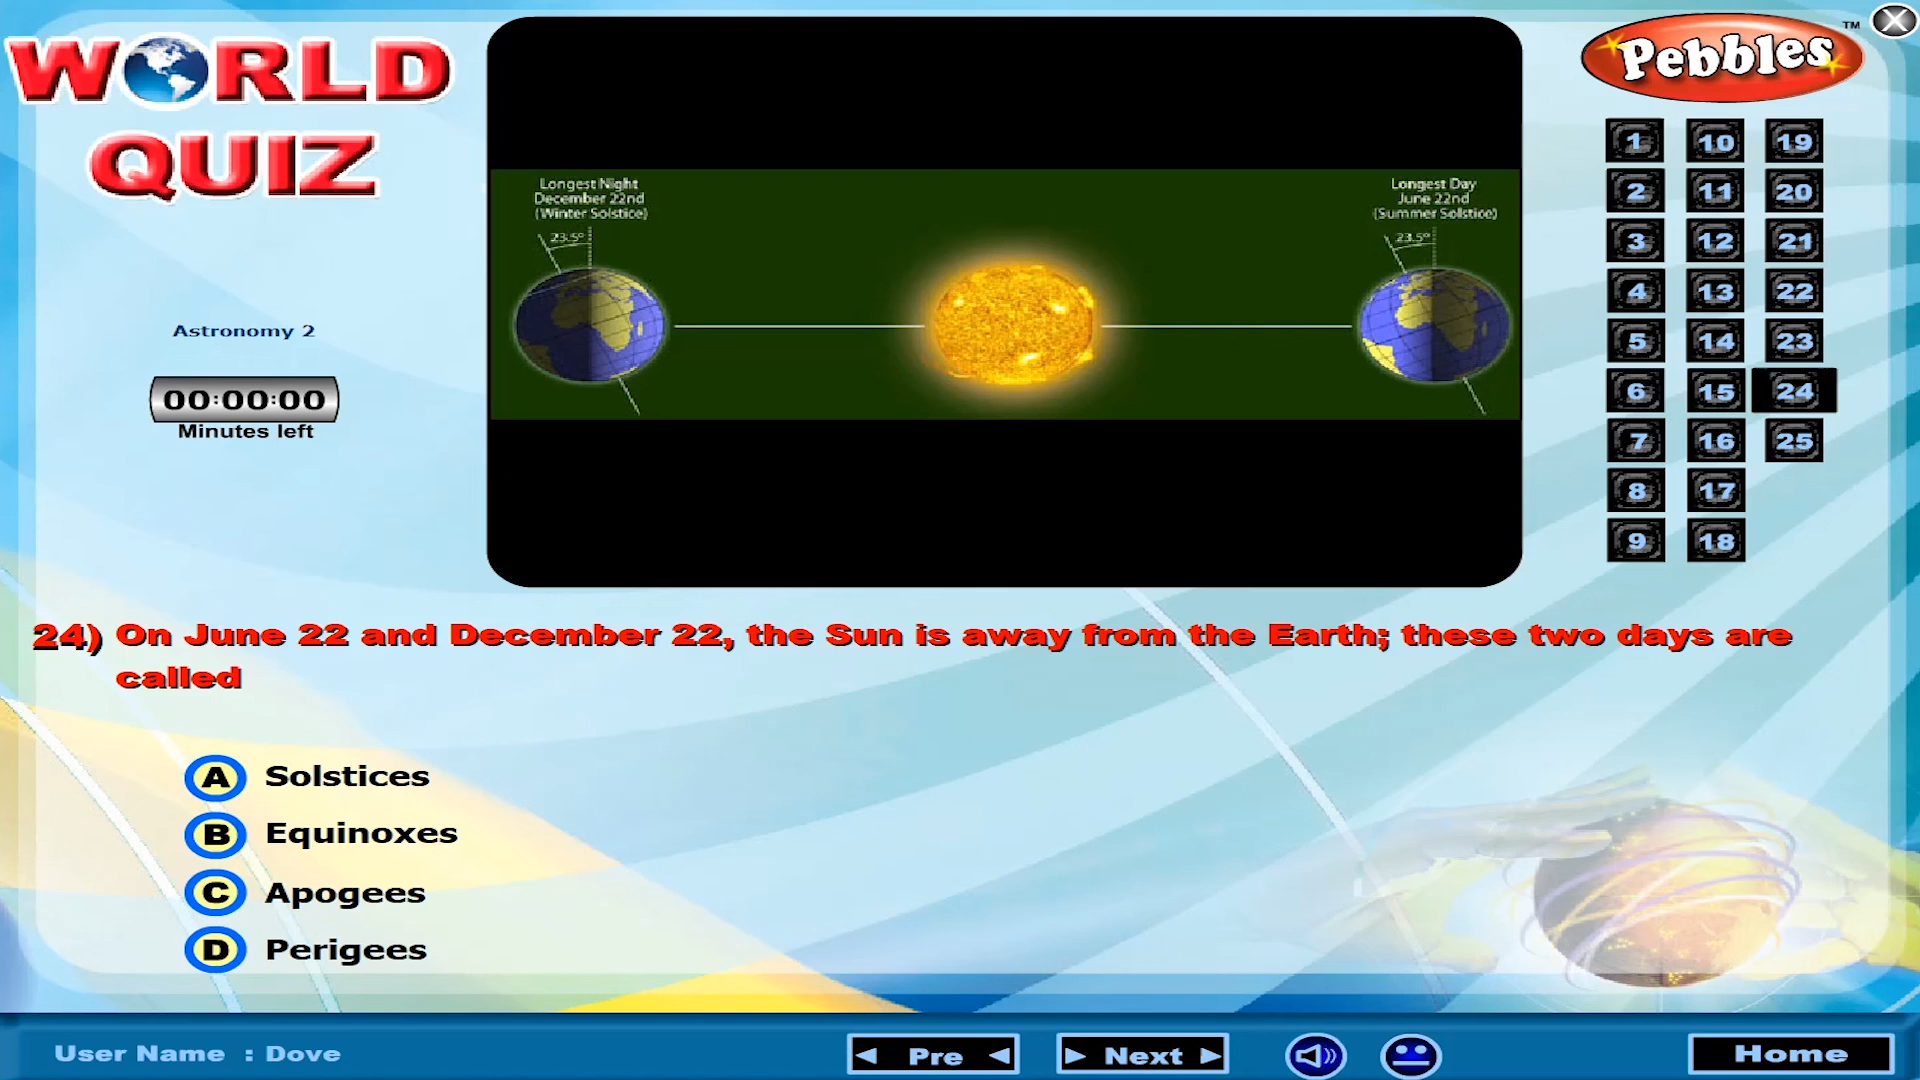 WORLD
QUIZ
Pebbles™
Longest Night
December 22nd
(Winter Solstice)
23.5°
Longest Day
June 22nd
(Summer Solstice)
23.5°
1 10 19
2 11 20
3 12 21
4 13 22
5 14 23
6 15 24
7 16 25
8 17
9 18
Astronomy 2
00:00:00
Minutes left
24) On June 22 and December 22, the Sun is away from the Earth; these two days are
called
A Solstices
B Equinoxes
C Apogees
D Perigees
User Name : Dove
Pre
Next
Home